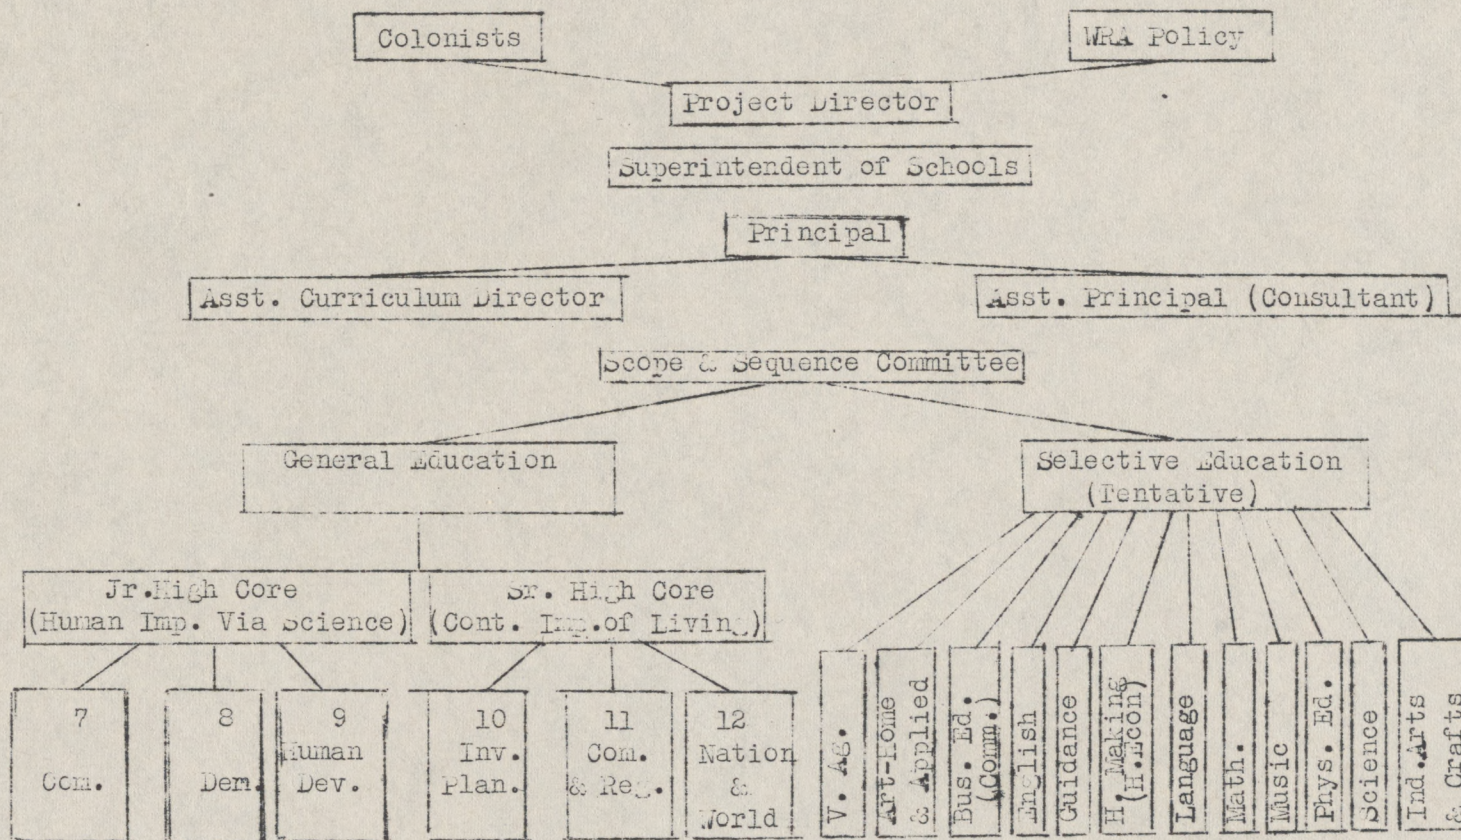 Colonists
WRA Policy
Project Director
Superintendent of Schools
Principal
Asst. Curriculum Director
Asst. Principal (Consultant)
Scope & Sequence Committee
General Education
Selective Education
(Tentative)
Jr.High Core
(Human Imp. Via Science)
Sr. High Core
(Cont. Imp.of Living)
7
Com.
8
Dem.
9
Human
Dev.
10
Inv.
Plan.
11
Com.
& Reg.
12
Nation
&
World
V. Ag.
Art-Home
& Applied
Bus. Ed.
(Comm.)
English
Guidance
H. Making
(H.Econ)
Language
Math.
Music
Phys. Ed.
Science
Ind.Arts
& Crafts